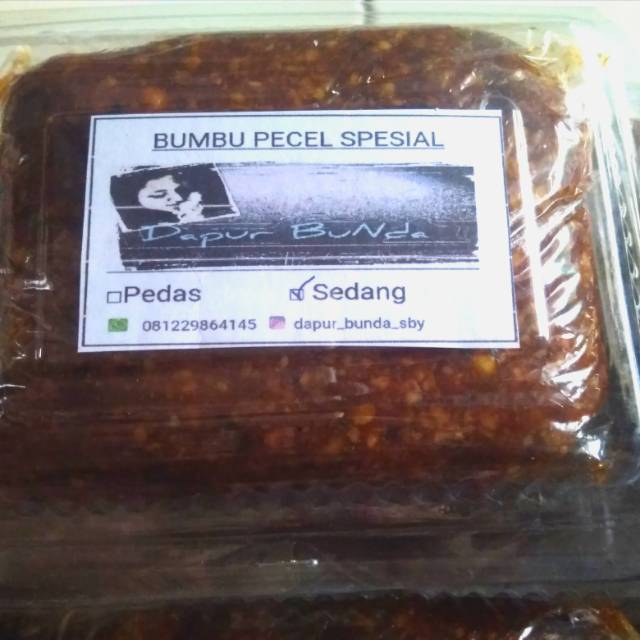 BUMBU PECEL SPESIAL
Dapur BuNda
Pedas Sedang
081229864145 dapur_bunda_sby